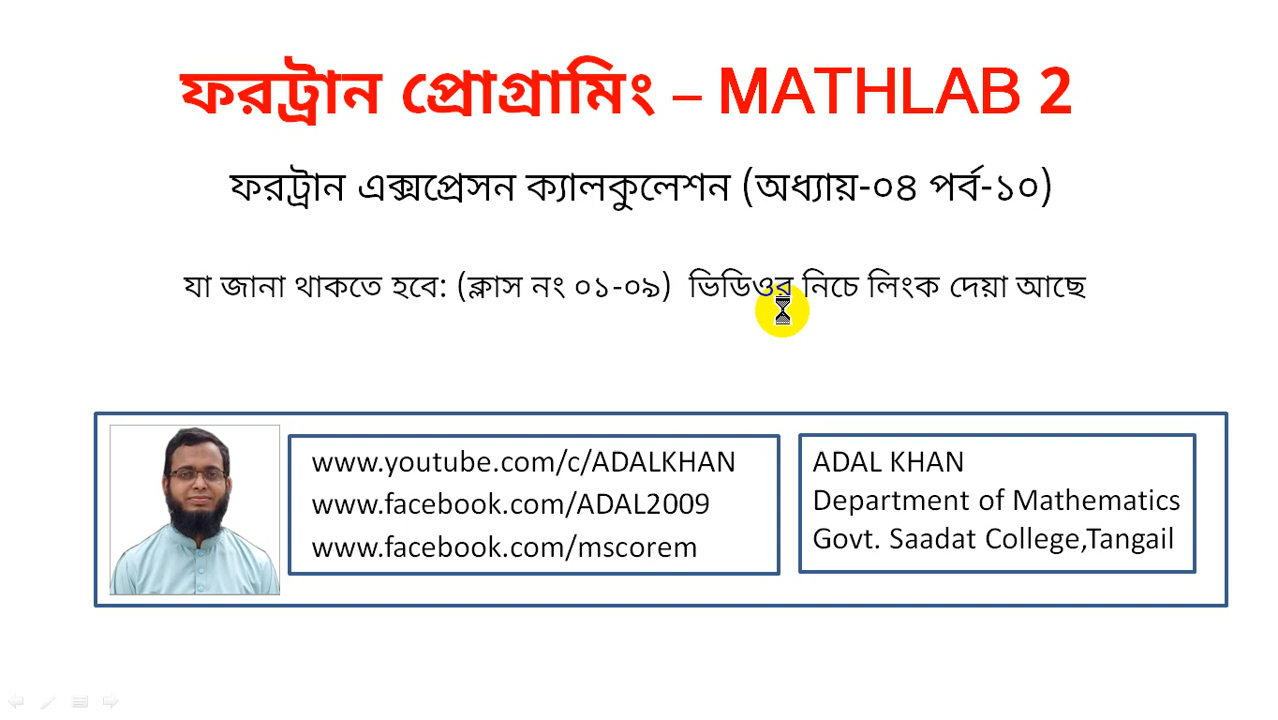 ফরট্রান প্রোগ্রামিং – MATHLAB 2
ফরট্রান এক্সপ্রেসন ক্যালকুলেশন (অধ্যায়-০৪ পর্ব-১০)
যা জানা থাকতে হবে: (ক্লাস নং ০১-০৯) ভিডিওর নিচে লিংক দেয়া আছে
www.youtube.com/c/ADALKHAN
www.facebook.com/ADAL2009
www.facebook.com/mscorem
ADAL KHAN
Department of Mathematics
Govt. Saadat College,Tangail